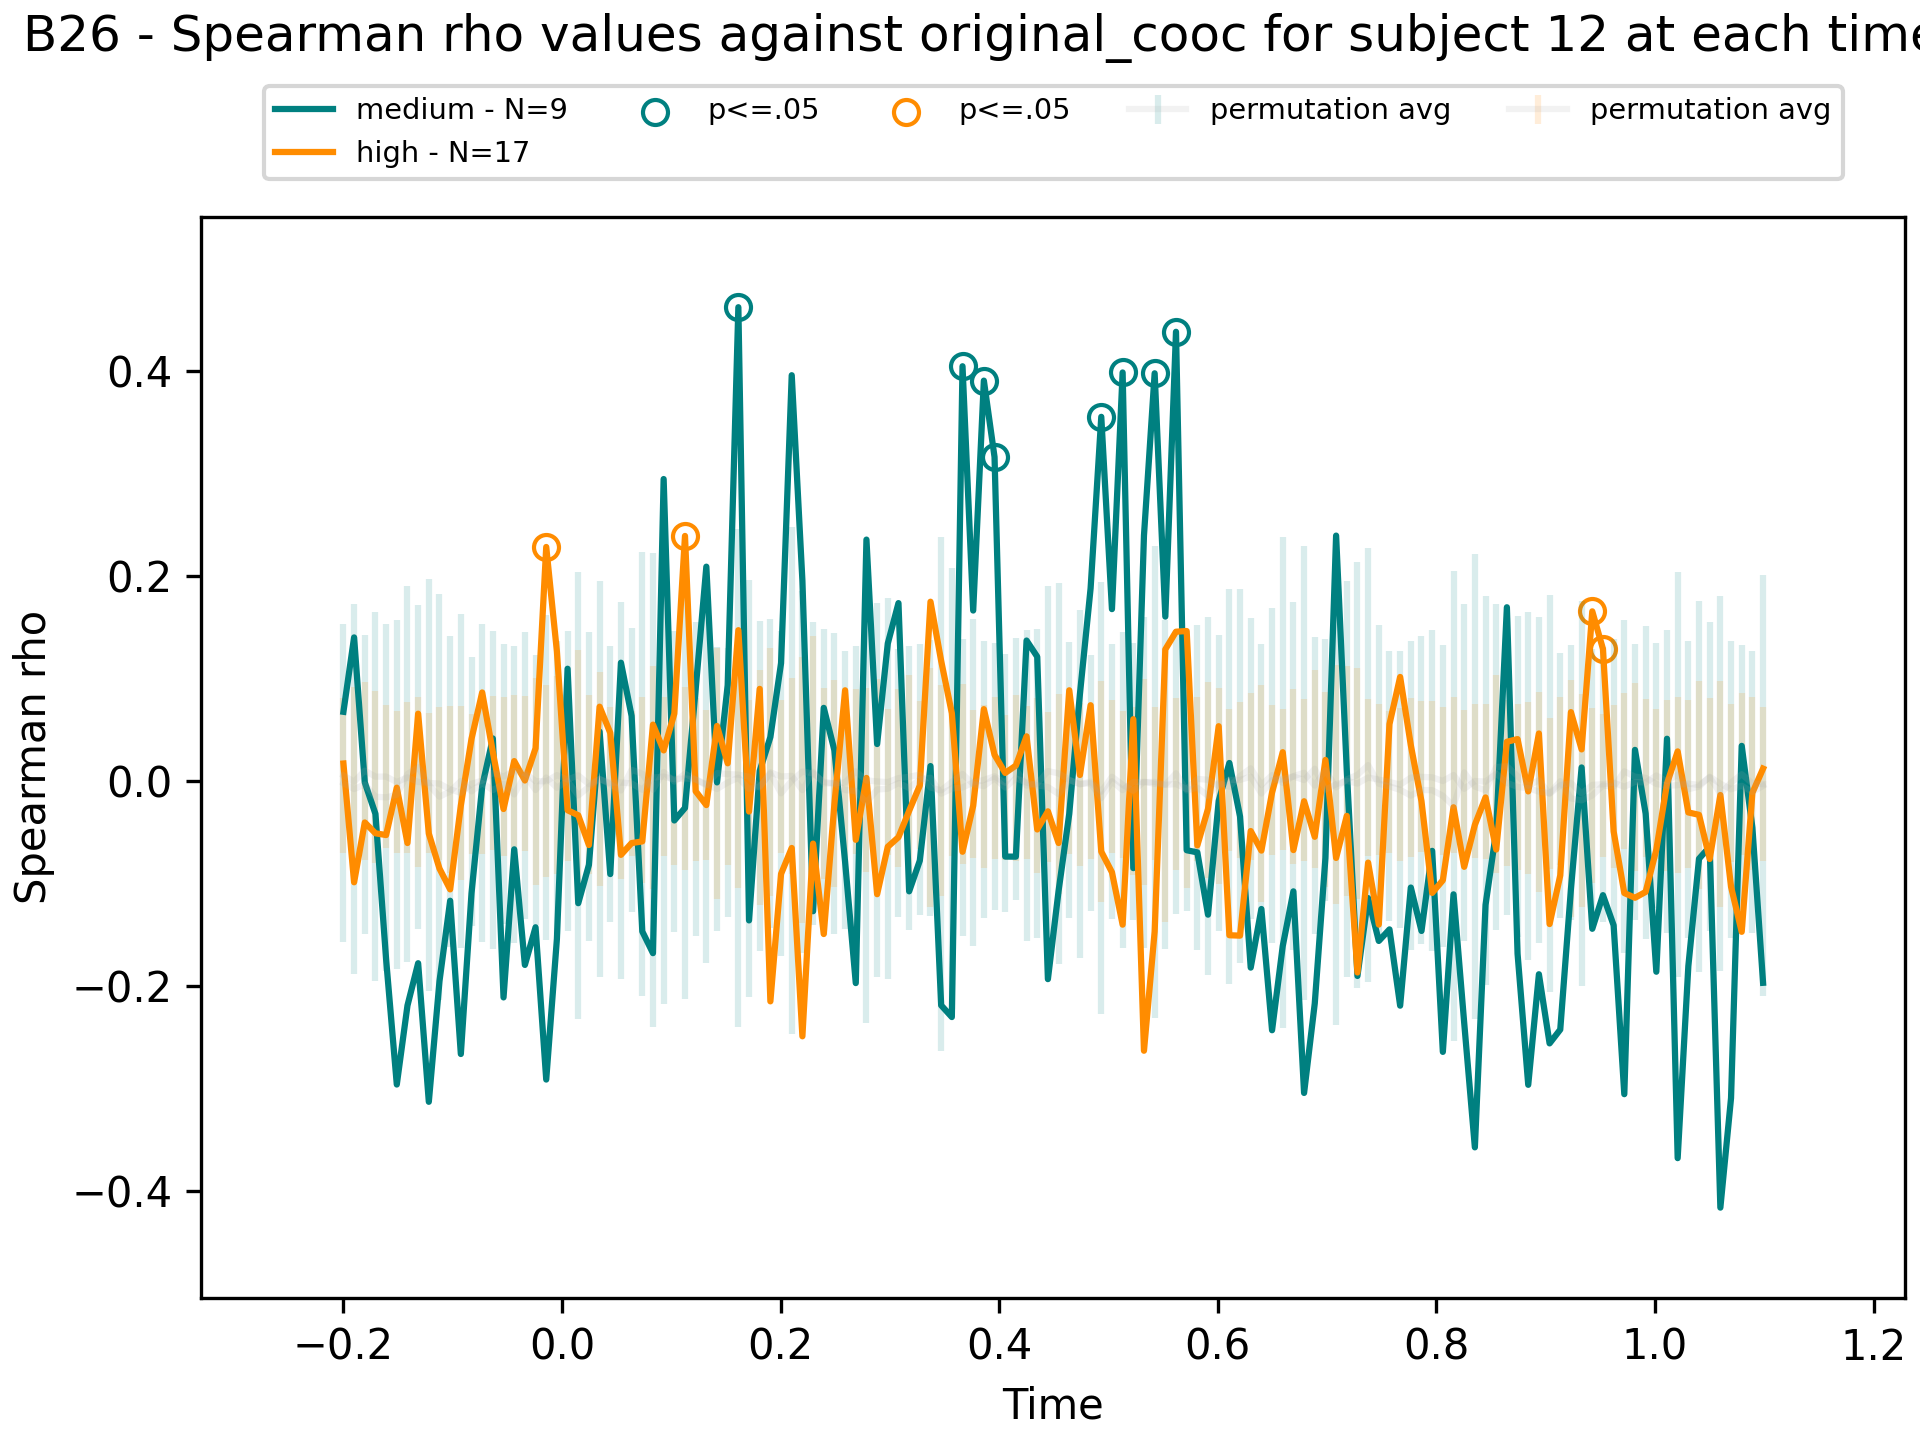 B26 - Spearman rho values against original_cooc for subject 12 at each time
medium - N=9
high - N=17
p<=.05
p<=.05
permutation avg
permutation avg
Spearman rho
0.4
0.2
0.0
−0.2
−0.4
−0.2 0.0 0.2 0.4 0.6 0.8 1.0 1.2
Time